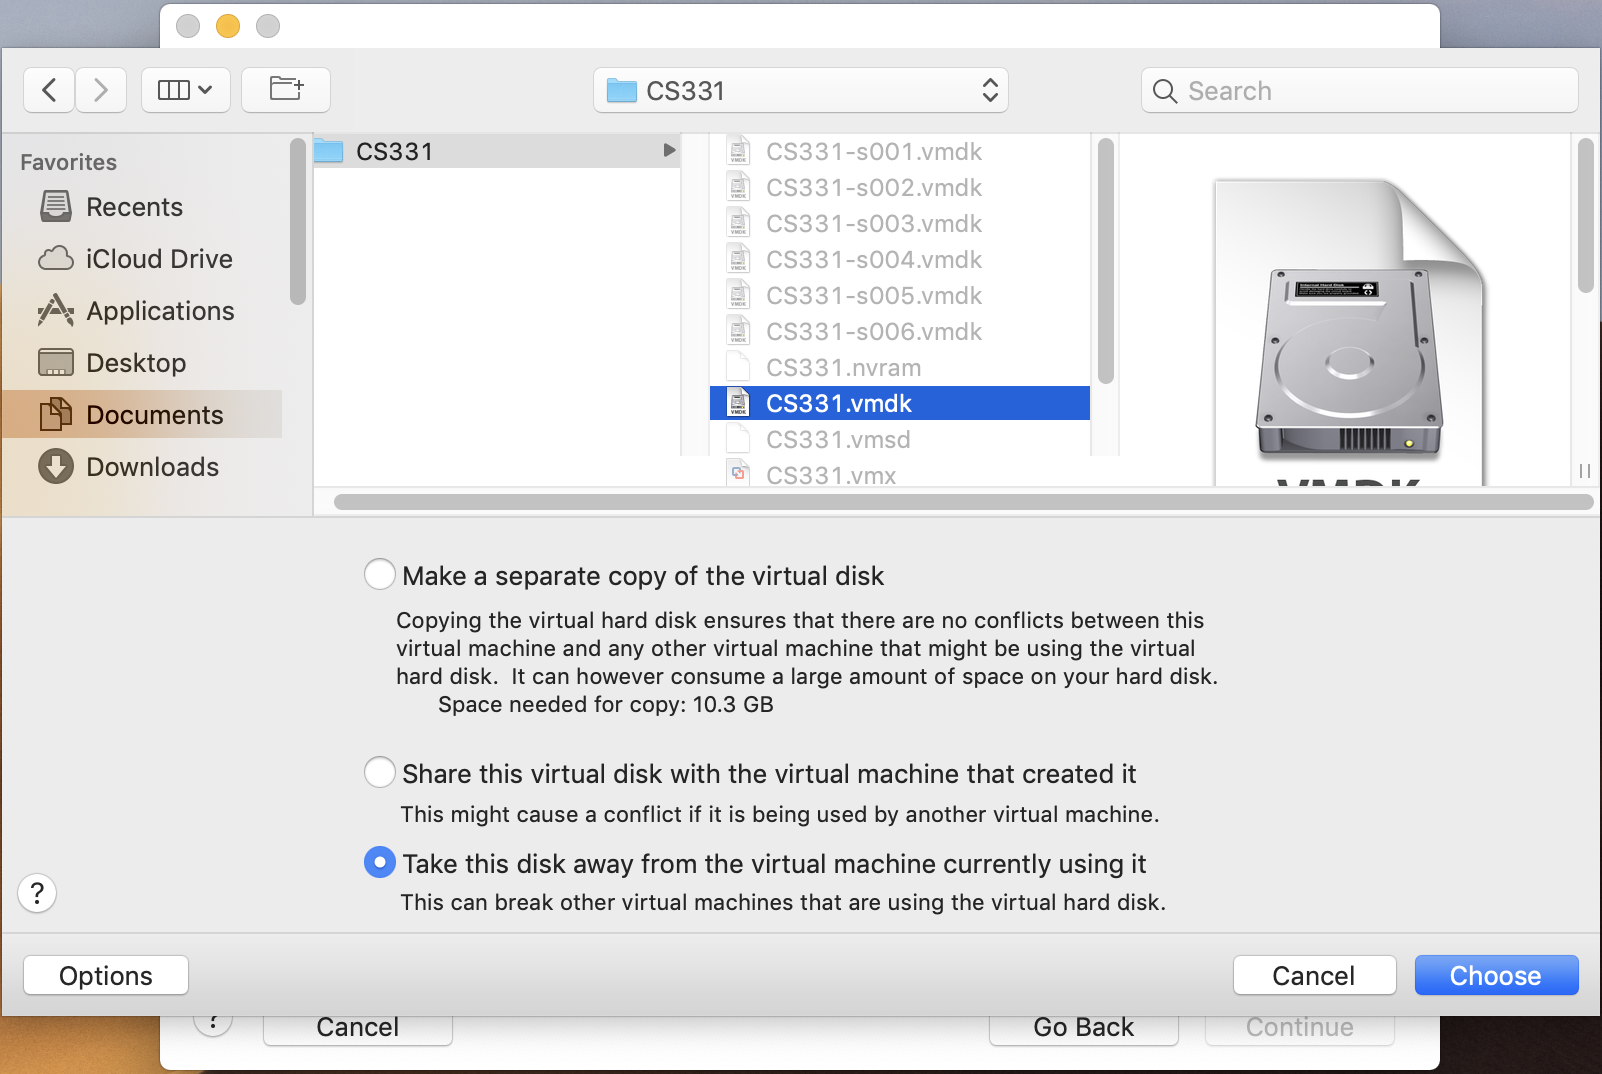 CS331
Search
Favorites
Recents
iCloud Drive
Applications
Desktop
Documents
Downloads
CS331
CS331-s001.vmdk
CS331-s002.vmdk
CS331-s003.vmdk
CS331-s004.vmdk
CS331-s005.vmdk
CS331-s006.vmdk
CS331.nvram
CS331.vmdk
CS331.vmsd
CS331.vmx
Internal Hard Disk
VMDK
Make a separate copy of the virtual disk
Copying the virtual hard disk ensures that there are no conflicts between this
virtual machine and any other virtual machine that might be using the virtual
hard disk. It can however consume a large amount of space on your hard disk.
Space needed for copy: 10.3 GB
Share this virtual disk with the virtual machine that created it
This might cause a conflict if it is being used by another virtual machine.
Take this disk away from the virtual machine currently using it
?
This can break other virtual machines that are using the virtual hard disk.
Options
Cancel
Choose
?
Cancel
Go Back
Continue